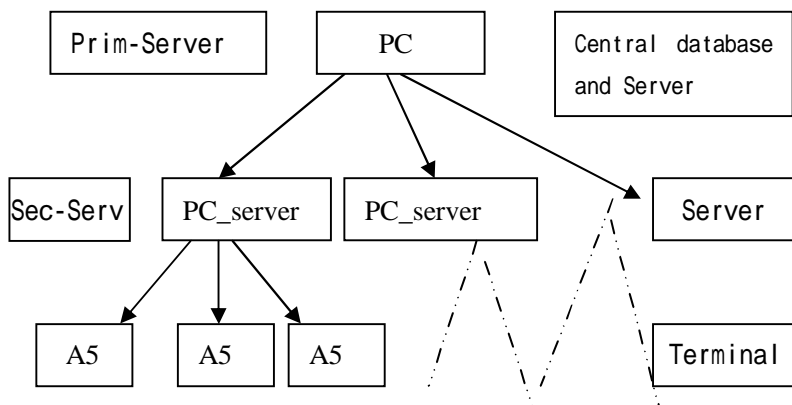 Prim-Server
PC
Central database
and Server
Sec-Serv
PC_server
PC_server
Server
A5
A5
A5
Terminal